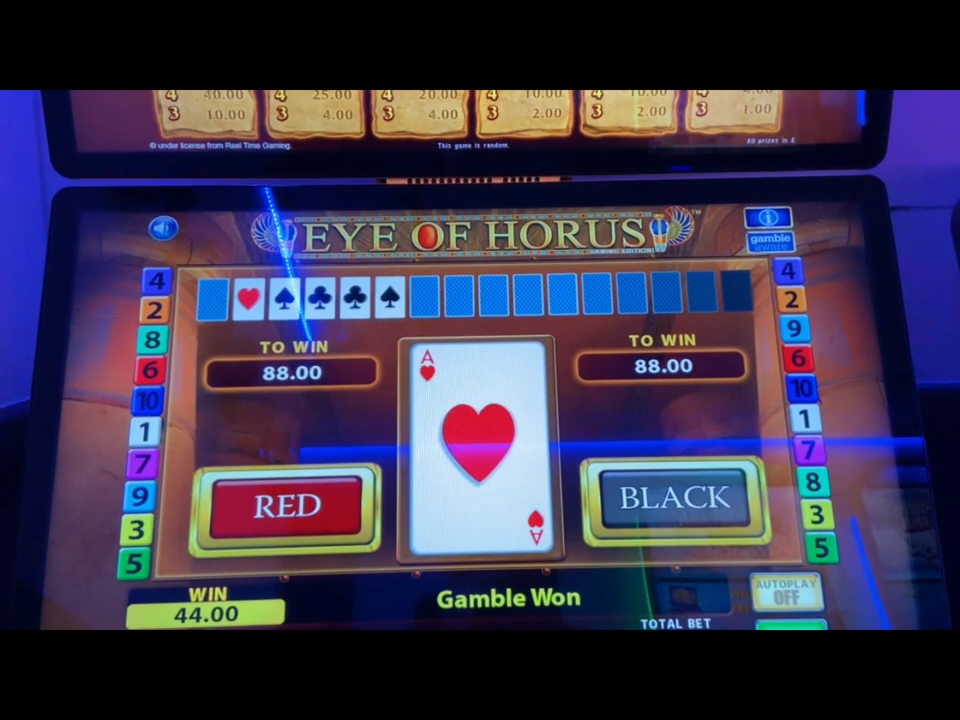 4 40.00 4 25.00 4 20.00 4 10.00 4 10.00 4 4.00
3 10.00 3 4.00 3 4.00 3 2.00 3 2.00 3 1.00
© under license from Reel Time Gaming.
This game is random.
All prizes in £
EYE OF HORUS™
GAMING EDITION
gamble
aware
4
2
8
6
10
1
7
9
3
5
TO WIN
88.00
TO WIN
88.00
A
A
RED
BLACK
4
2
9
6
10
1
7
8
3
5
WIN
44.00
Gamble Won
AUTOPLAY
OFF
TOTAL BET